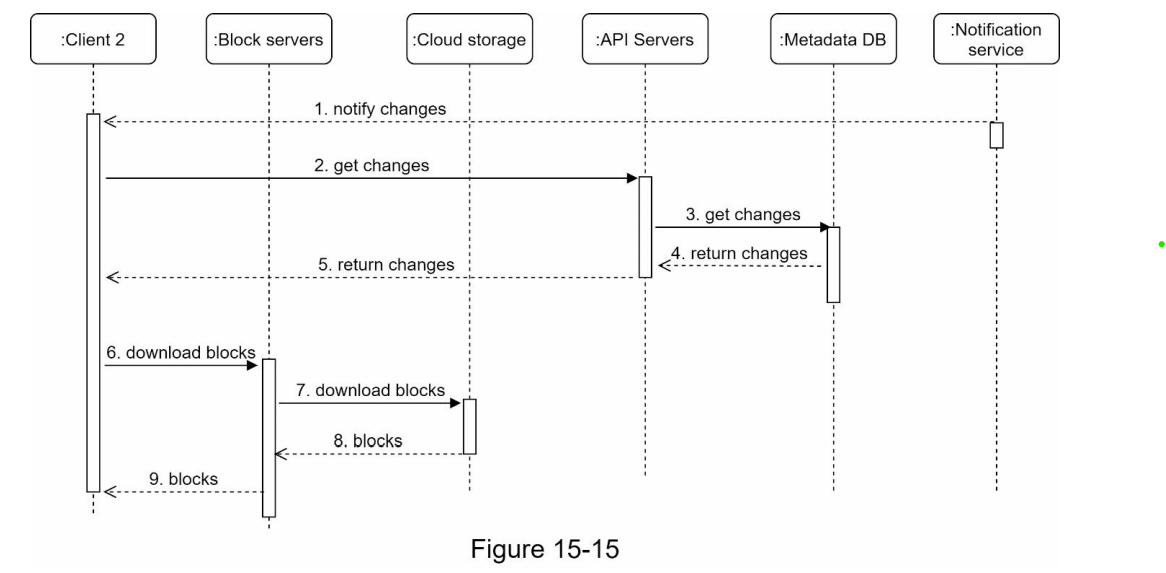 :Client 2
:Block servers
:Cloud storage
:API Servers
:Metadata DB
:Notification
service
1. notify changes
2. get changes
3. get changes
4. return changes
5. return changes
6. download blocks
7. download blocks
8. blocks
9. blocks
Figure 15-15